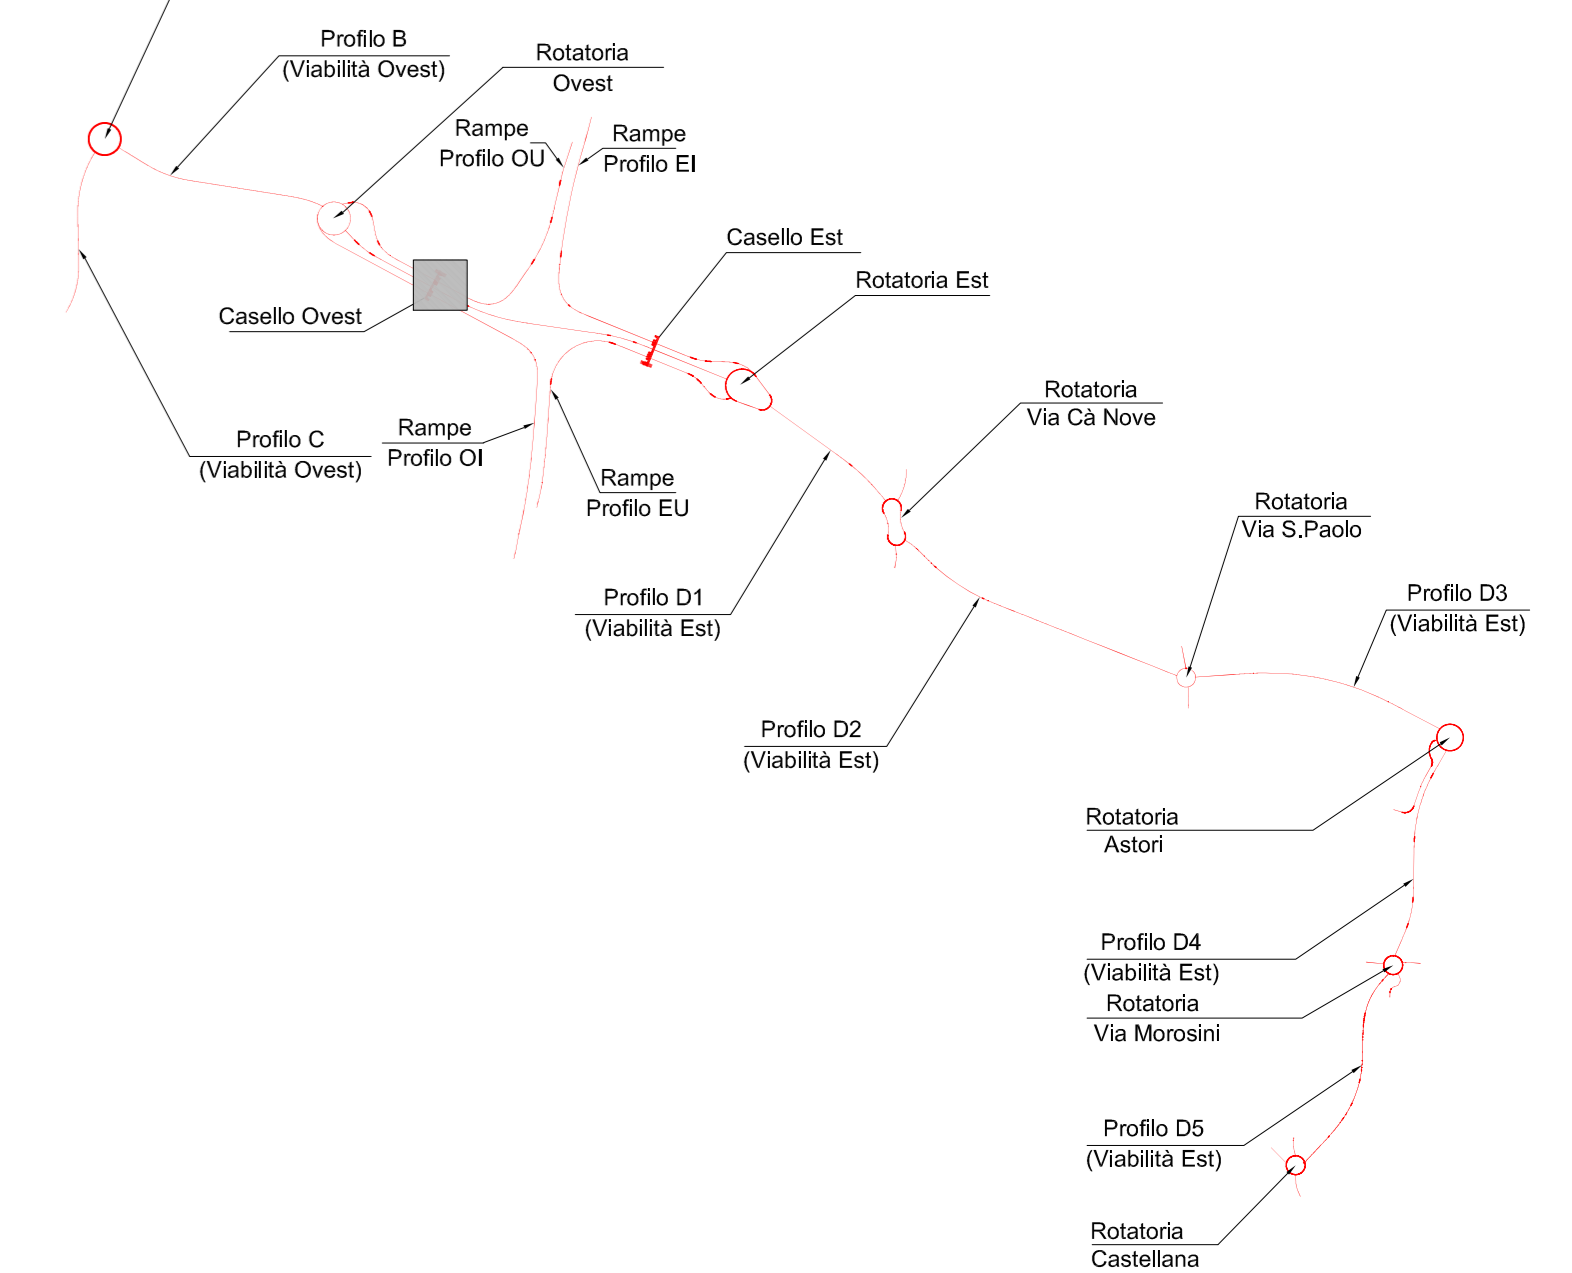 Profilo B
(Viabilità Ovest)
Rotatoria
Ovest
Rampe
Profilo OU
Rampe
Profilo EI
Casello Est
Rotatoria Est
Casello Ovest
Rotatoria
Via Cà Nove
Profilo C
(Viabilità Ovest)
Rampe
Profilo OI
Rampe
Profilo EU
Rotatoria
Via S.Paolo
Profilo D1
(Viabilità Est)
Profilo D3
(Viabilità Est)
Profilo D2
(Viabilità Est)
Rotatoria
Astori
Profilo D4
(Viabilità Est)
Rotatoria
Via Morosini
Profilo D5
(Viabilità Est)
Rotatoria
Castellana